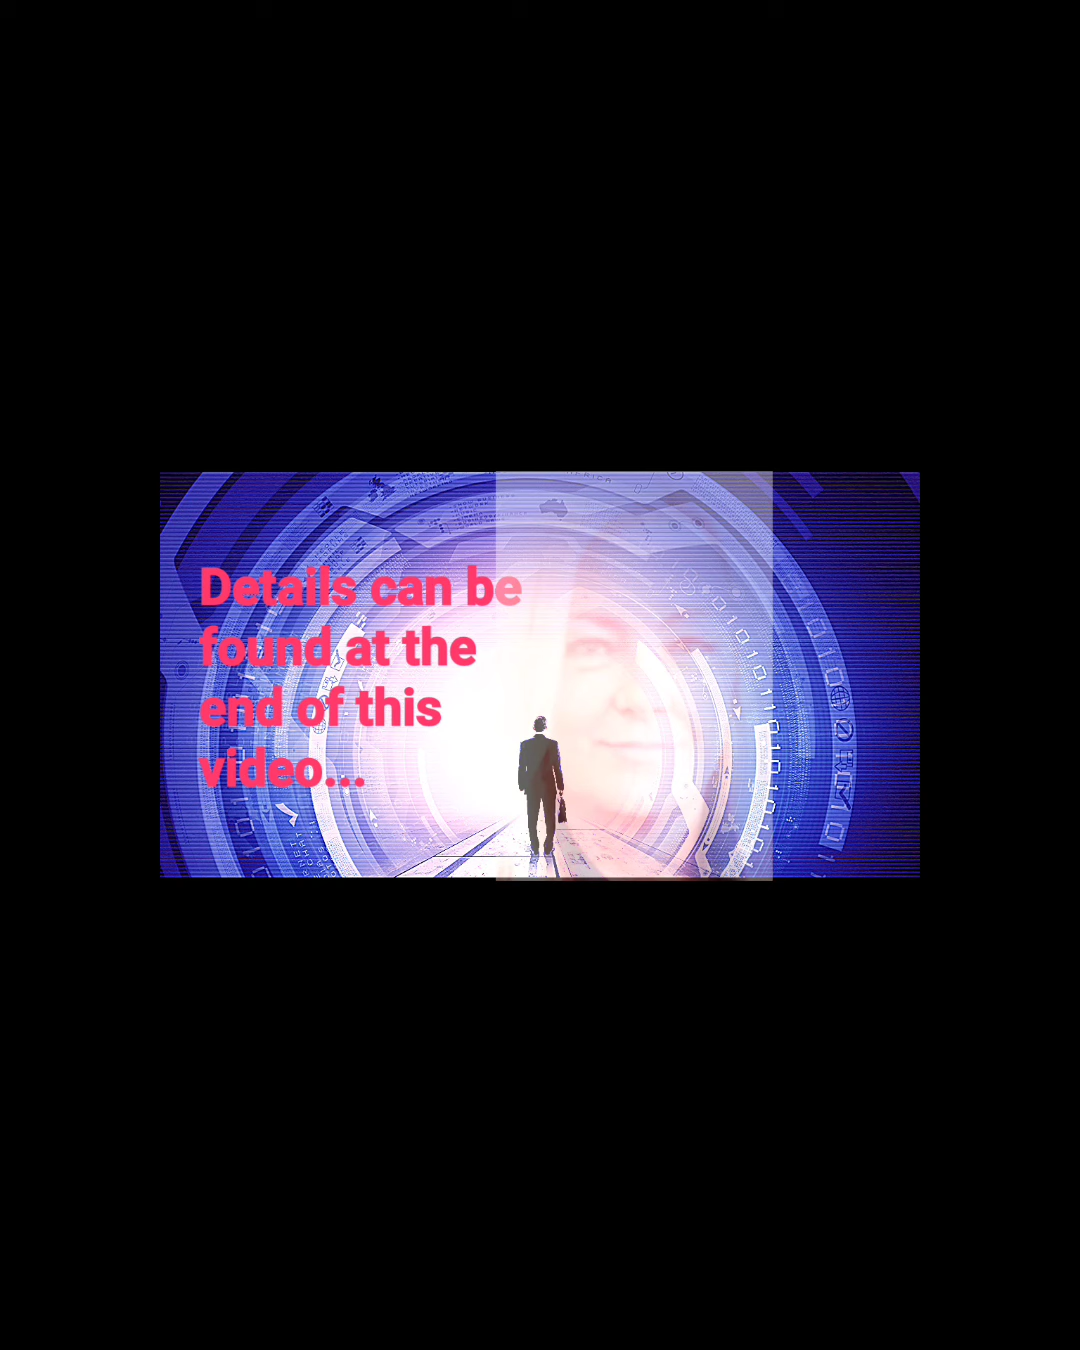 Details can be
found at the
end of this
video...